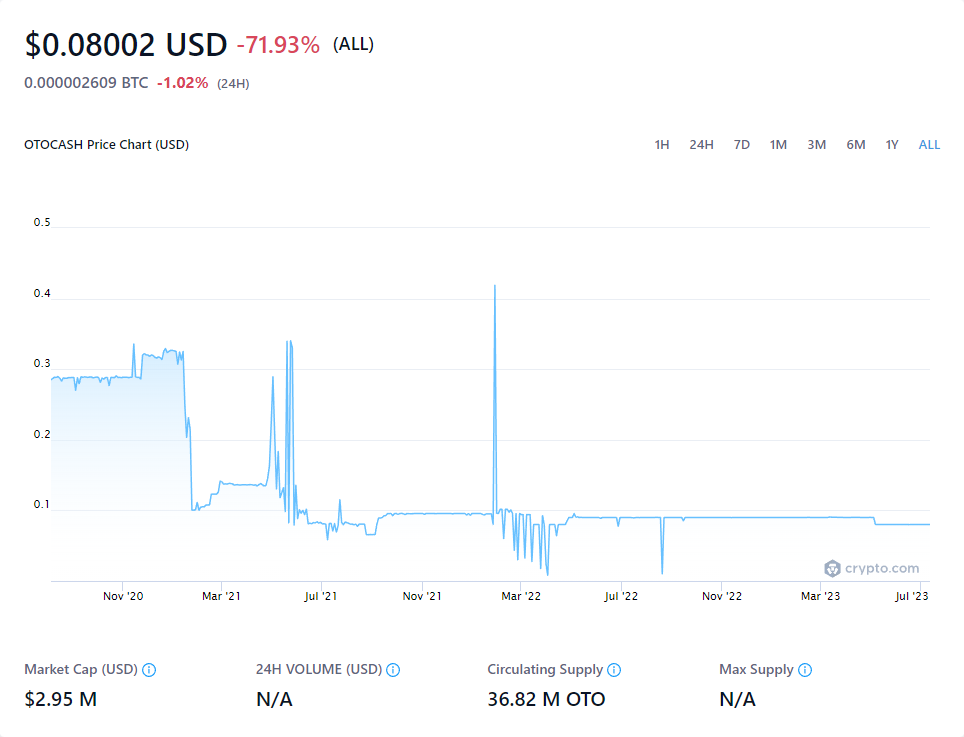 $0.08002 USD -71.93% (ALL)
0.000002609 BTC -1.02% (24H)
OTOCASH Price Chart (USD) 1H 24H 7D 1M 3M 6M 1Y ALL
0.5
0.4
0.3
0.2
0.1
crypto.com
Nov '20 Mar '21 Jul '21 Nov '21 Mar '22 Jul '22 Nov '22 Mar '23 Jul '23
Market Cap (USD) 24H VOLUME (USD) Circulating Supply Max Supply
$2.95 M N/A 36.82 M OTO N/A